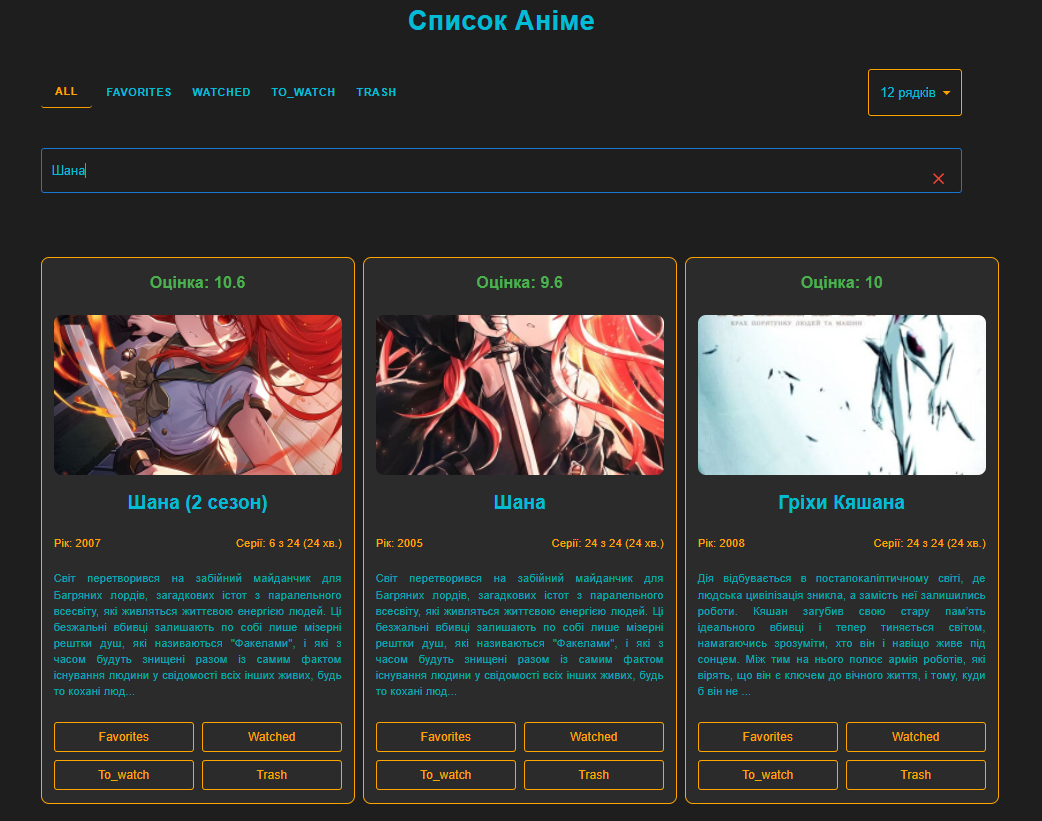 Список Аніме
ALL FAVORITES WATCHED TO_WATCH TRASH
12 рядків
Шана
Оцінка: 10.6
Шана (2 сезон)
Рік: 2007 Серії: 6 з 24 (24 хв.)
Світ перетворився на забійний майданчик для
Багряних лордів, загадкових істот з паралельного
всесвіту, які живляться життєвою енергією людей. Ці
безжальні вбивці залишають по собі лише мізерні
рештки душ, які називаються "Факелами", і які з
часом будуть знищені разом із самим фактом
існування людини у свідомості всіх інших живих, будь
то кохані люд...
Favorites Watched
To_watch Trash
Оцінка: 9.6
Шана
Рік: 2005 Серії: 24 з 24 (24 хв.)
Світ перетворився на забійний майданчик для
Багряних лордів, загадкових істот з паралельного
всесвіту, які живляться життєвою енергією людей. Ці
безжальні вбивці залишають по собі лише мізерні
рештки душ, які називаються "Факелами", і які з
часом будуть знищені разом із самим фактом
існування людини у свідомості всіх інших живих, будь
то кохані люд...
Favorites Watched
To_watch Trash
Оцінка: 10
КРАХ ПОРЯТУНКУ ЛЮДЕЙ ТА МАШИН
Гріхи Кяшана
Рік: 2008 Серії: 24 з 24 (24 хв.)
Дія відбувається в постапокаліптичному світі, де
людська цивілізація зникла, а замість неї залишились
роботи. Кяшан загубив свою стару пам'ять
ідеального вбивці і тепер тиняється світом,
намагаючись зрозуміти, хто він і навіщо живе під
сонцем. Між тим на нього полює армія роботів, які
вірять, що він є ключем до вічного життя, і тому, куди
б він не ...
Favorites Watched
To_watch Trash